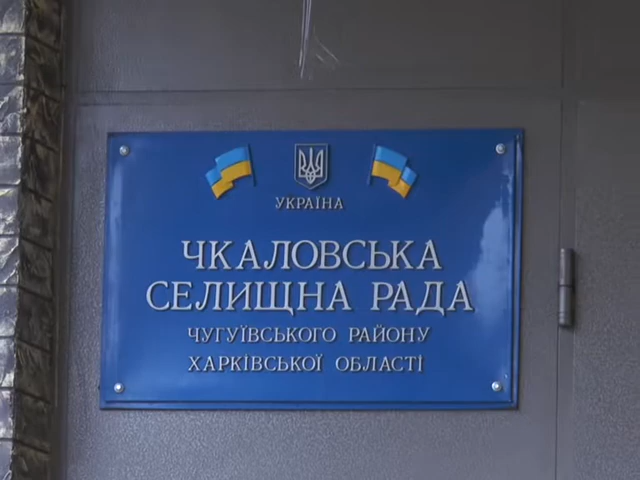 УКРАЇНА
ЧКАЛОВСЬКА
СЕЛИЩНА РАДА
ЧУГУЇВСЬКОГО РАЙОНУ
ХАРКІВСЬКОЇ ОБЛАСТІ